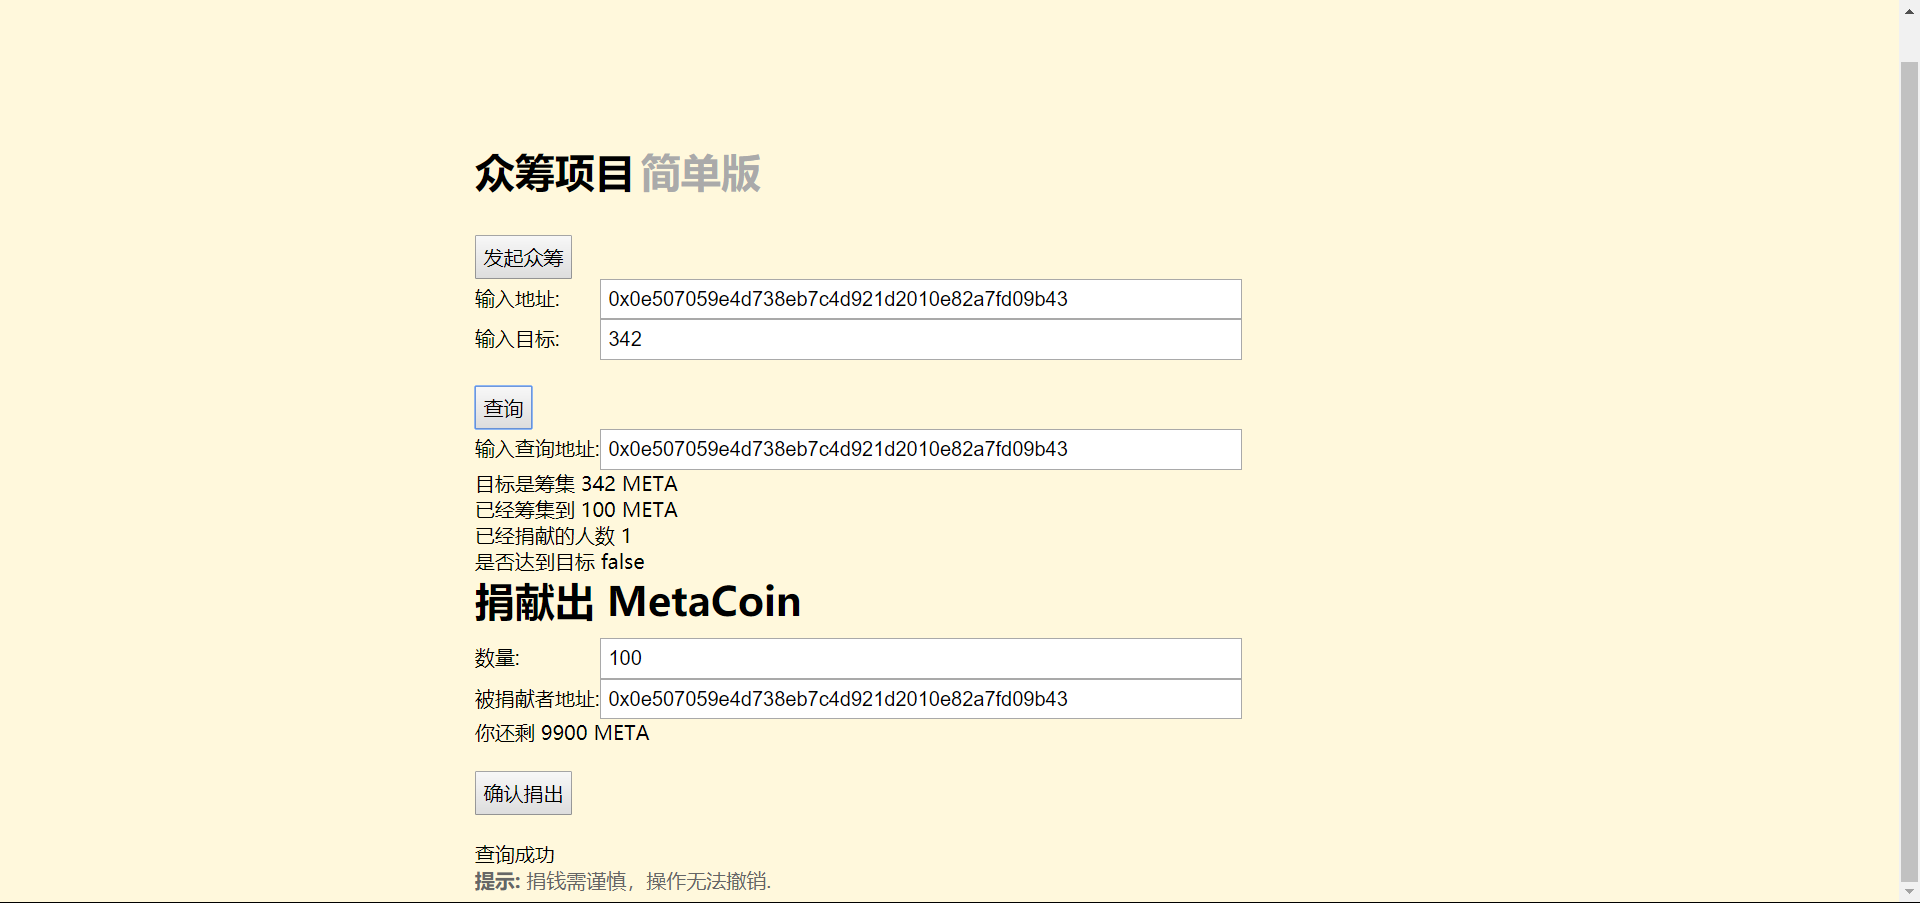 众筹项目 简单版
发起众筹
输入地址: 0x0e507059e4d738eb7c4d921d2010e82a7fd09b43
输入目标: 342
查询
输入查询地址: 0x0e507059e4d738eb7c4d921d2010e82a7fd09b43
目标是筹集 342 META
已经筹集到 100 META
已经捐献的人数 1
是否达到目标 false
捐献出 MetaCoin
数量: 100
被捐献者地址: 0x0e507059e4d738eb7c4d921d2010e82a7fd09b43
你还剩 9900 META
确认捐出
查询成功
提示: 捐钱需谨慎，操作无法撤销.